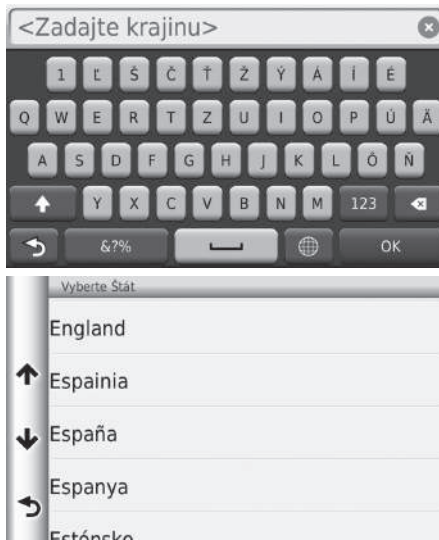 <Zadajte krajinu>
1 Ľ Š Č Ť Ž Ý Á Í É
Q W E R T Z U I O P Ú Ä
A S D F G H J K L Ô Ň
Y X C V B N M 123
&?% OK
Vyberte Štát
England
Espainia
España
Espanya
Estónsko